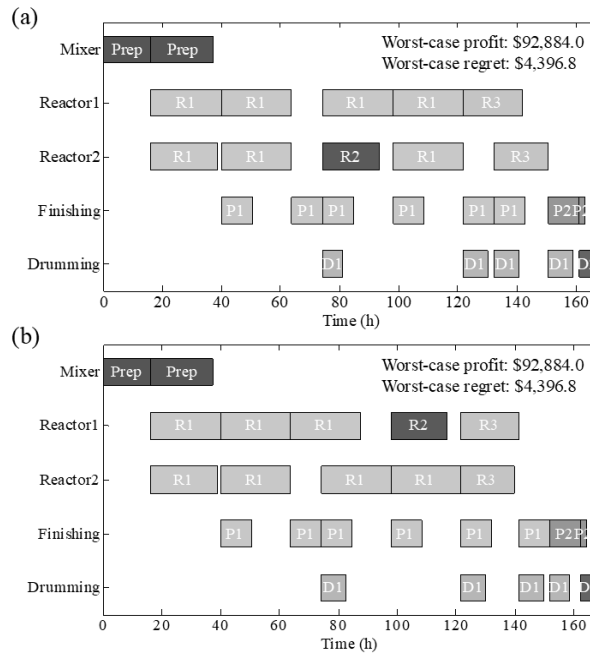 (a)
Mixer Prep Prep Worst-case profit: $92,884.0
Worst-case regret: $4,396.8
Reactor1 R1 R1 R1 R1 R3
Reactor2 R1 R1 R2 R1 R3
Finishing P1 P1 P1 P1 P1 P1 P2 P2
Drumming D1 D1 D1 D1 D
0 20 40 60 80 100 120 140 160
Time (h)
(b)
Mixer Prep Prep Worst-case profit: $92,884.0
Worst-case regret: $4,396.8
Reactor1 R1 R1 R1 R2 R3
Reactor2 R1 R1 R1 R1 R3
Finishing P1 P1 P1 P1 P1 P1 P2 P2
Drumming D1 D1 D1 D1 D
0 20 40 60 80 100 120 140 160
Time (h)